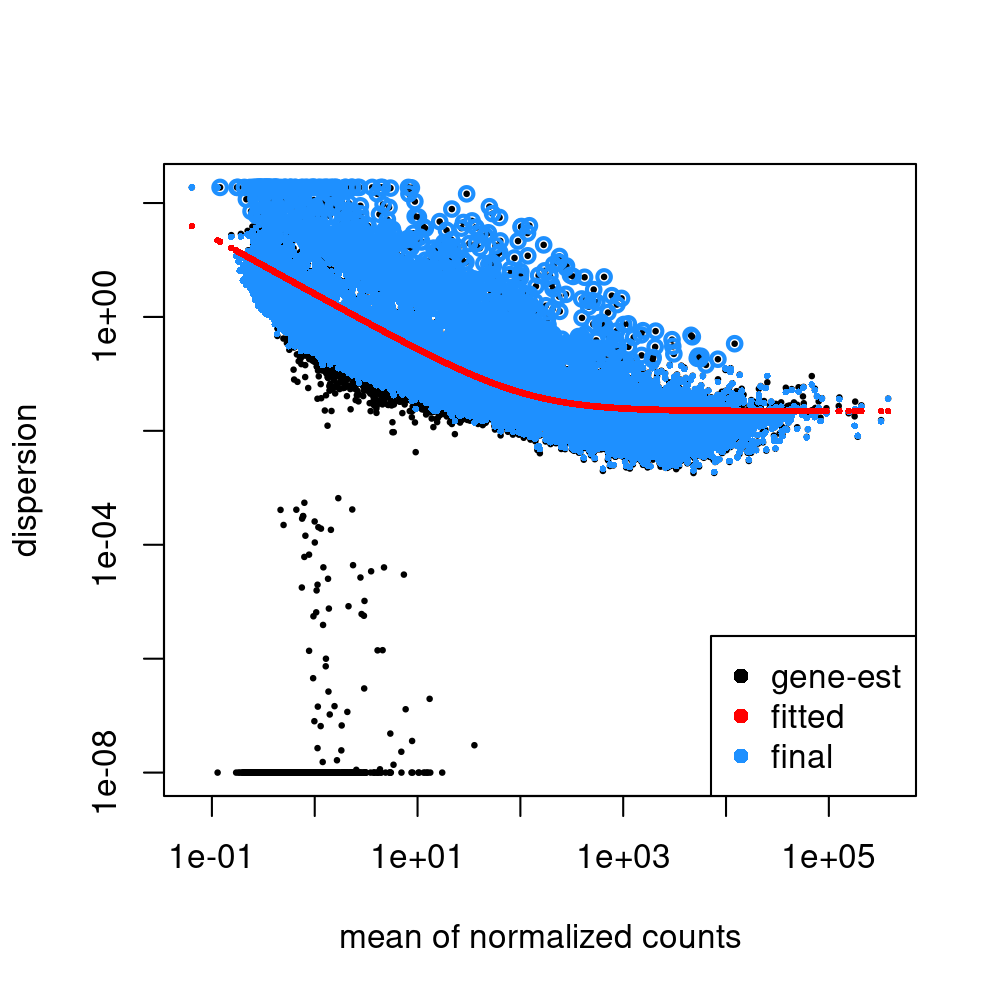 dispersion
1e+00
1e-04
1e-08
gene-est
fitted
final
1e-01 1e+01 1e+03 1e+05
mean of normalized counts